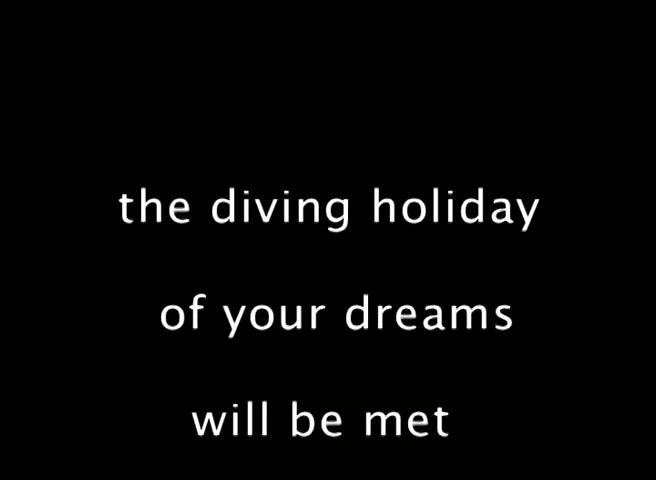 the diving holiday
of your dreams
will be met